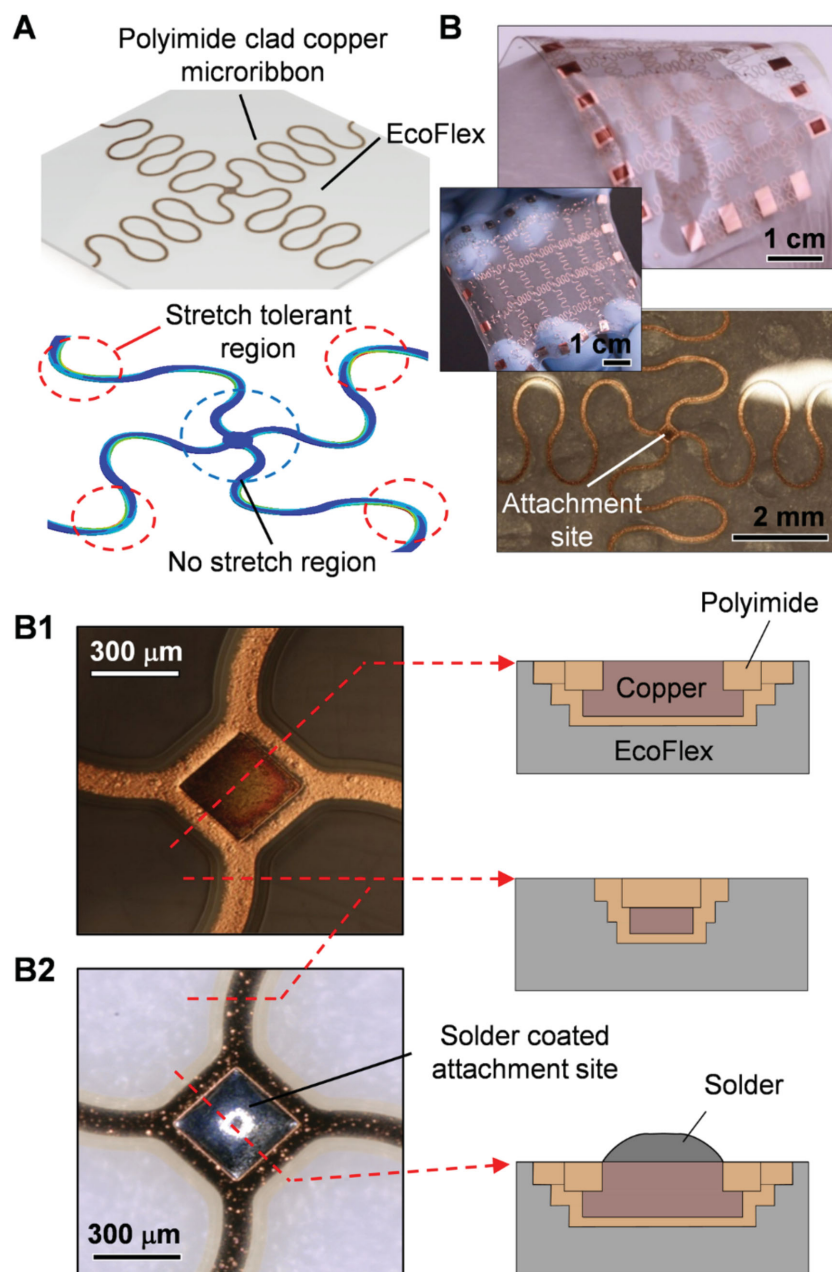 A
Polyimide clad copper
microribbon
EcoFlex
Stretch tolerant
region
No stretch region
B
1 cm
1 cm
Attachment
site
2 mm
B1
300 μm
Polyimide
Copper
EcoFlex
B2
Solder coated
attachment site
Solder
300 μm